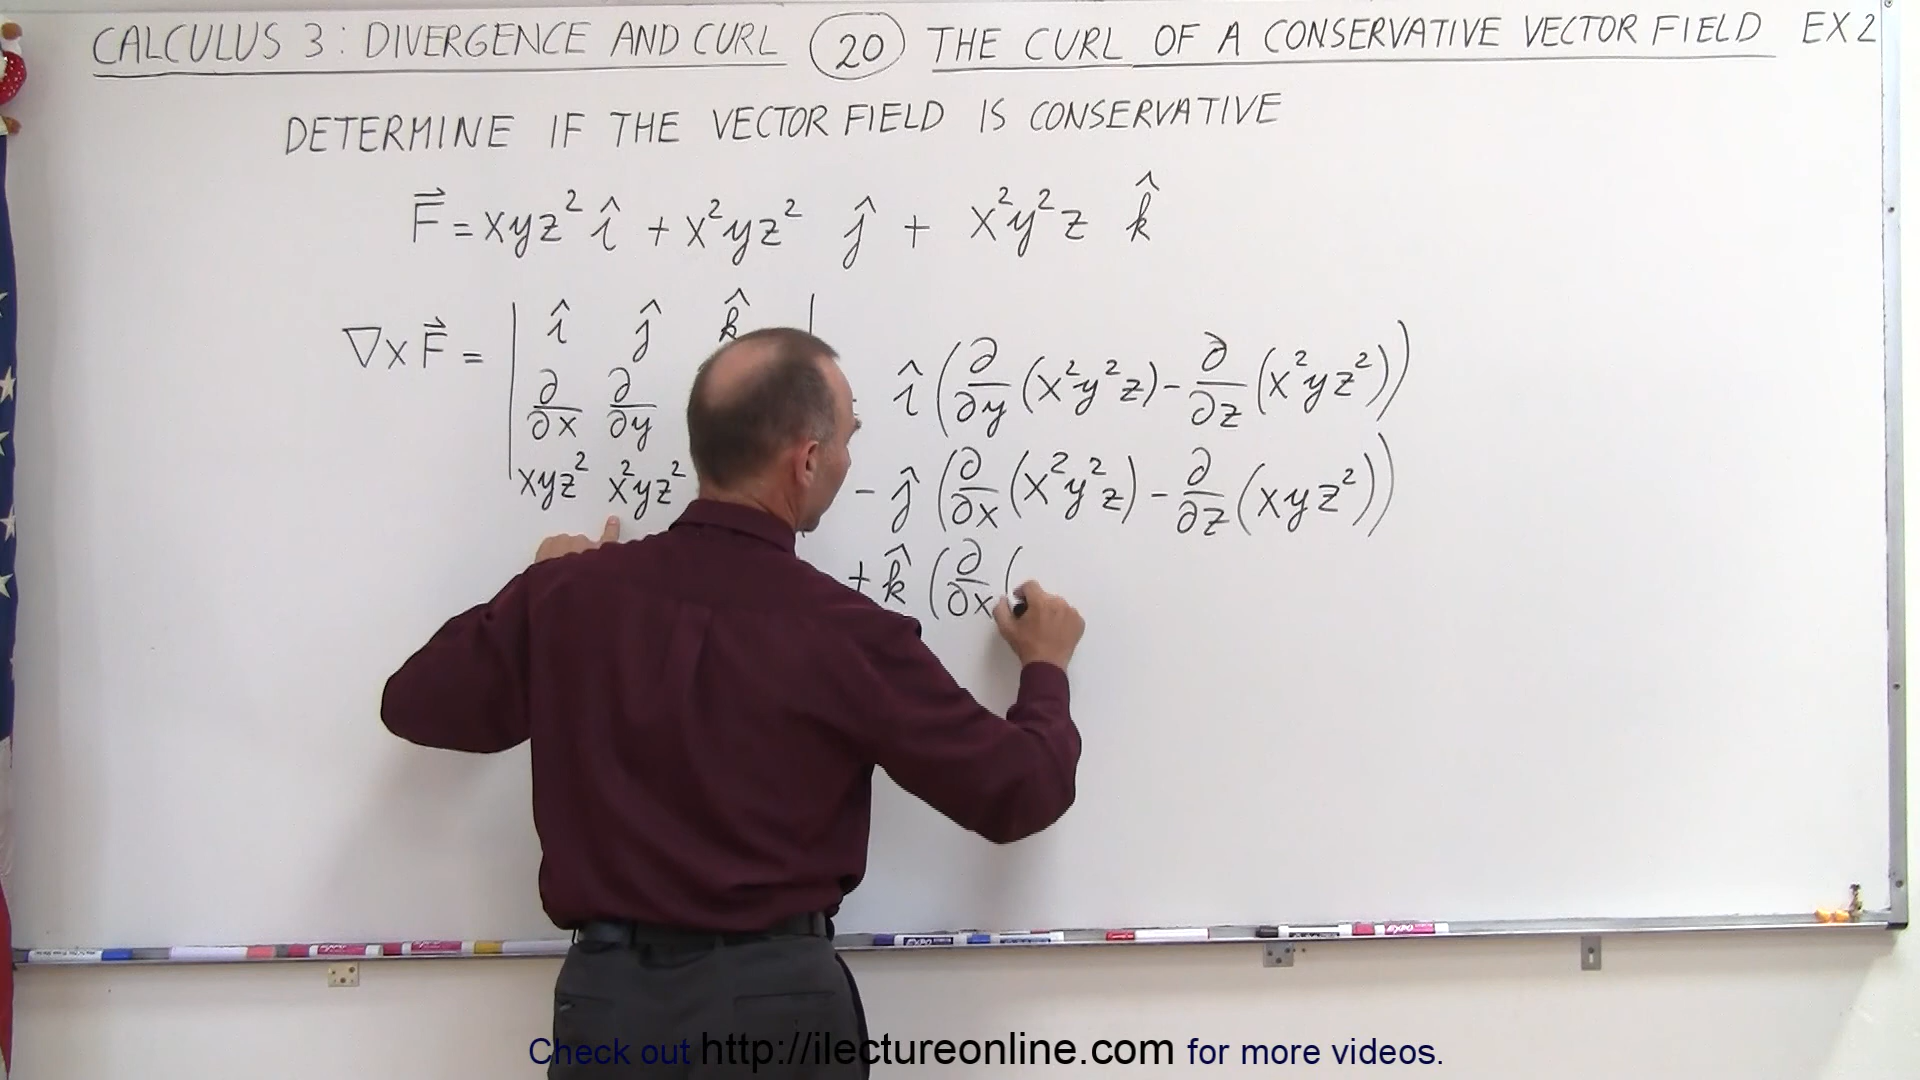 CALCULUS 3: DIVERGENCE AND CURL 20 THE CURL OF A CONSERVATIVE VECTOR FIELD EX 2
DETERMINE IF THE VECTOR FIELD IS CONSERVATIVE
F⃗ = xyz² î + x²yz² ĵ + x²y²z k̂
∇ × F⃗ = | î ĵ k̂ |
∂/∂x ∂/∂y
xyz² x²yz²
î (∂/∂y (x²y²z) - ∂/∂z (x²yz²))
- ĵ (∂/∂x (x²y²z) - ∂/∂z (xyz²))
+ k̂ (∂/∂x (
Check out http://ilectureonline.com for more videos.